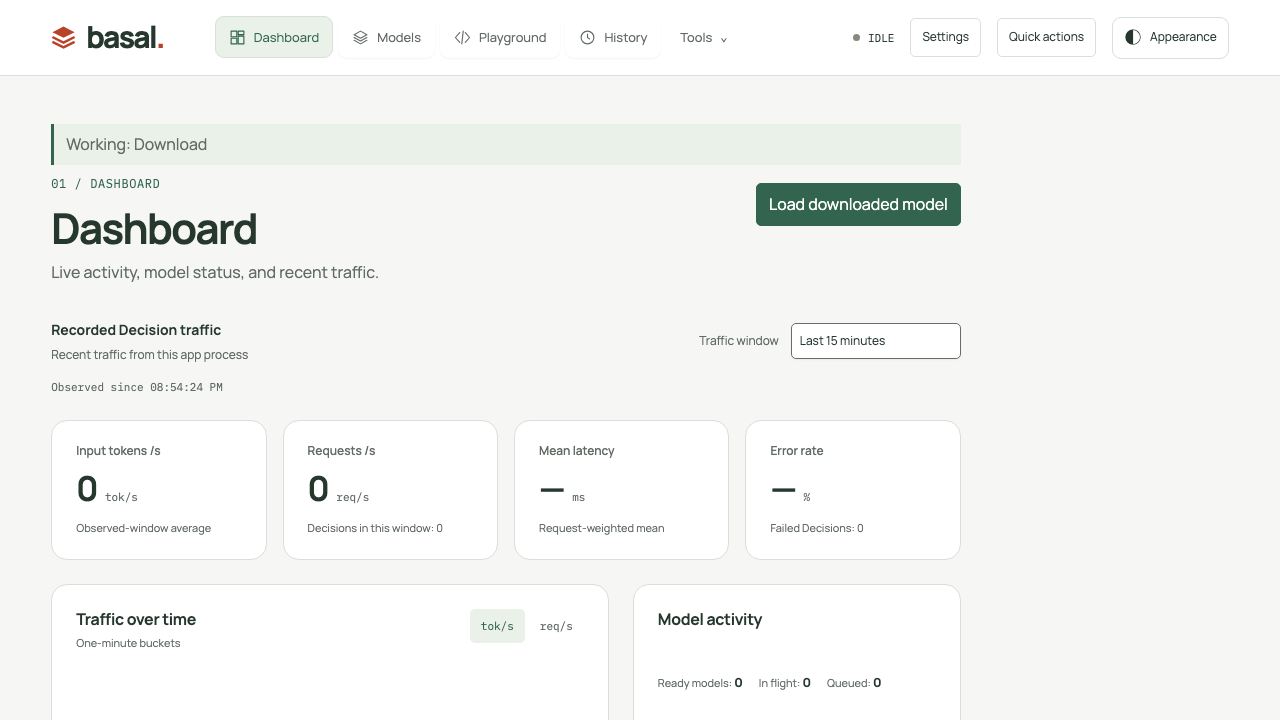 basal.
Dashboard
Models
Playground
History
Tools
IDLE
Settings
Quick actions
Appearance
Working: Download
01 / DASHBOARD
Load downloaded model
Dashboard
Live activity, model status, and recent traffic.
Recorded Decision traffic
Recent traffic from this app process
Traffic window
Last 15 minutes
Observed since 08:54:24 PM
Input tokens /s
0 tok/s
Observed-window average
Requests /s
0 req/s
Decisions in this window: 0
Mean latency
— ms
Request-weighted mean
Error rate
— %
Failed Decisions: 0
Traffic over time
One-minute buckets
tok/s
req/s
Model activity
Ready models: 0 In flight: 0 Queued: 0